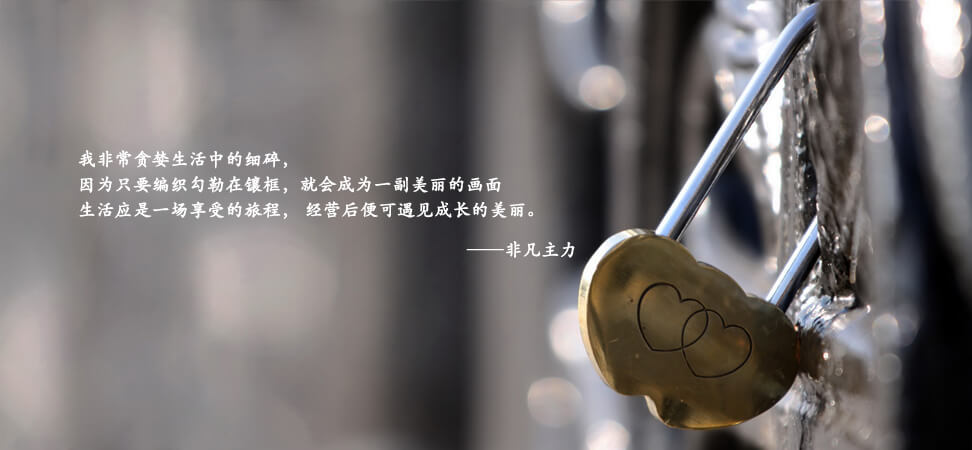 我非常贪婪生活中的细碎，
因为只要编织勾勒在镶框，就会成为一副美丽的画面
生活应是一场享受的旅程， 经营后便可遇见成长的美丽。
——非凡主力